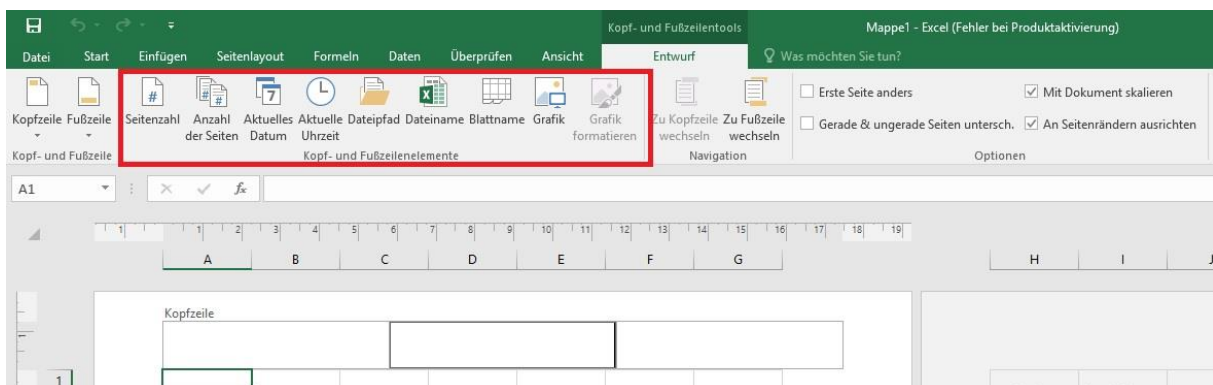 Kopf- und Fußzeilentools Mappe1 - Excel (Fehler bei Produktaktivierung)
Datei Start Einfügen Seitenlayout Formeln Daten Überprüfen Ansicht Entwurf Was möchten Sie tun?
# # # 7 X
Kopfzeile Fußzeile Seitenzahl Anzahl der Seiten Aktuelles Datum Aktuelle Uhrzeit Dateipfad Dateiname Blattname Grafik Grafik formatieren Zu Kopfzeile wechseln Zu Fußzeile wechseln
Erste Seite anders Mit Dokument skalieren
Gerade & ungerade Seiten untersch. An Seitenrändern ausrichten
Kopf- und Fußzeile Kopf- und Fußzeilenelemente Navigation Optionen
A1 fx
1 1 2 3 4 5 6 7 8 9 10 11 12 13 14 15 16 17 18 19
A B C D E F G H I J
Kopfzeile
1
1